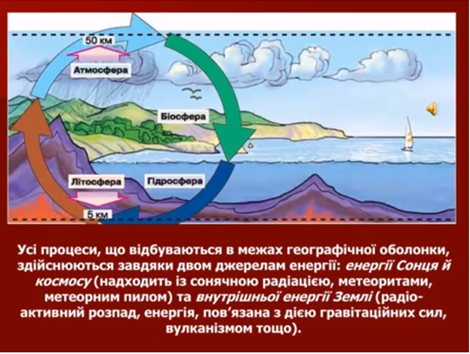 50 км
Атмосфера
Біосфера
Літосфера
Гідросфера
5 км
Усі процеси, що відбуваються в межах географічної оболонки,
здійснюються завдяки двом джерелам енергії: енергії Сонця й
космосу (надходить із сонячною радіацією, метеоритами,
метеорним пилом) та внутрішньої енергії Землі (радіо-
активний розпад, енергія, пов’язана з дією гравітаційних сил,
вулканізмом тощо).